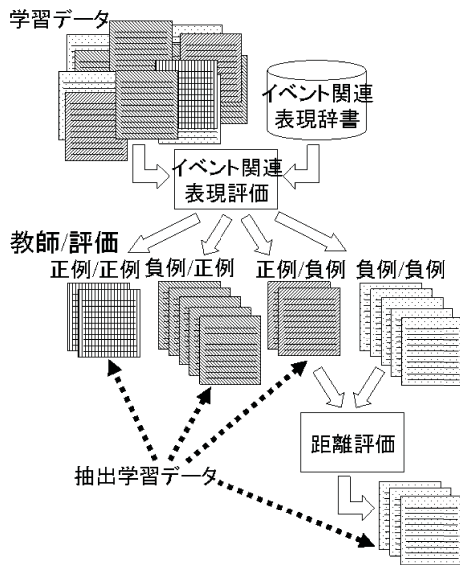 学習データ
イベント関連
表現辞書
イベント関連
表現評価
教師/評価
正例/正例
負例/正例
正例/負例
負例/負例
距離評価
抽出学習データ